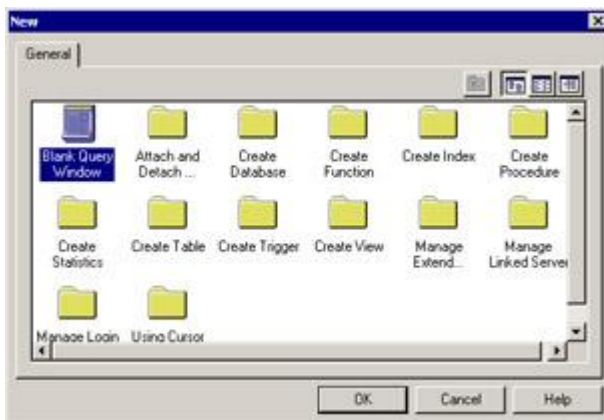 New
General
Blank Query
Window
Attach and
Detach ...
Create
Database
Create
Function
Create Index
Create
Procedure
Create
Statistics
Create Table
Create Trigger
Create View
Manage
Extend...
Manage
Linked Server
Manage Login
Using Cursor
OK
Cancel
Help